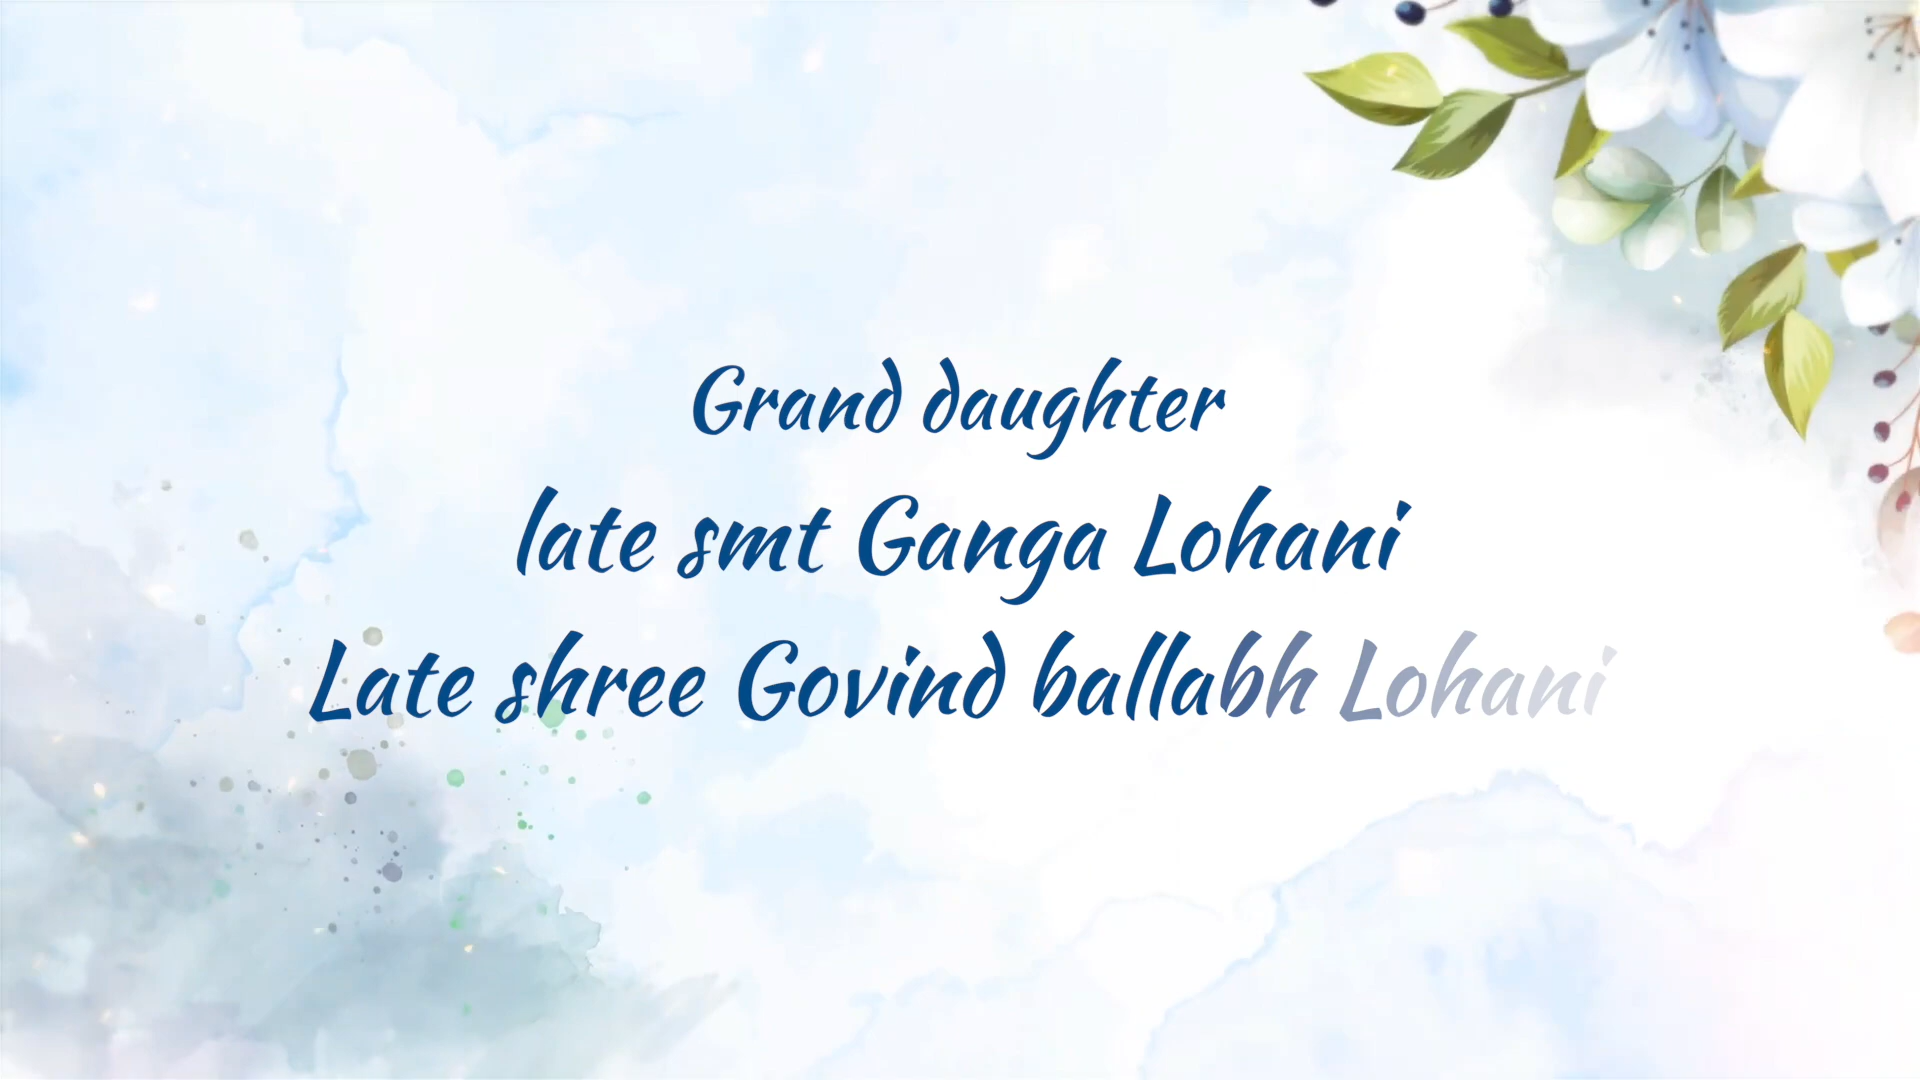 Grand daughter
late smt Ganga Lohani
Late shree Govind ballabh Lohani